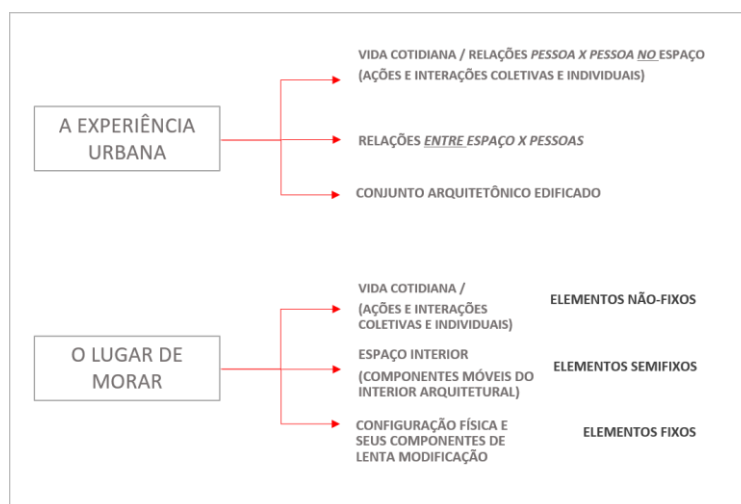 A EXPERIÊNCIA
URBANA
VIDA COTIDIANA / RELAÇÕES PESSOA X PESSOA NO ESPAÇO
(AÇÕES E INTERAÇÕES COLETIVAS E INDIVIDUAIS)
RELAÇÕES ENTRE ESPAÇO X PESSOAS
CONJUNTO ARQUITETÔNICO EDIFICADO
O LUGAR DE
MORAR
VIDA COTIDIANA /
(AÇÕES E INTERAÇÕES
COLETIVAS E INDIVIDUAIS)
ELEMENTOS NÃO-FIXOS
ESPAÇO INTERIOR
(COMPONENTES MÓVEIS DO
INTERIOR ARQUITETURAL)
ELEMENTOS SEMIFIXOS
CONFIGURAÇÃO FÍSICA E
SEUS COMPONENTES DE
LENTA MODIFICAÇÃO
ELEMENTOS FIXOS